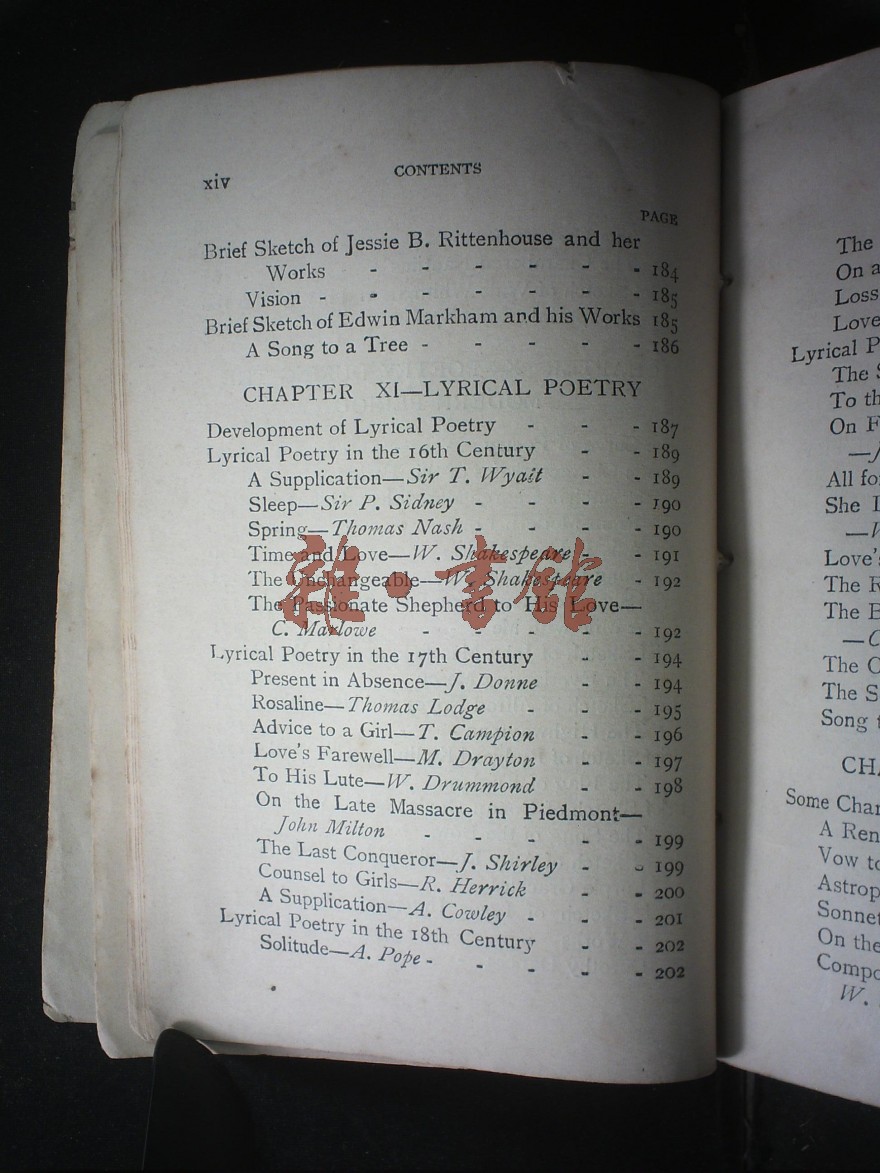 xiv
CONTENTS
PAGE
Brief Sketch of Jessie B. Rittenhouse and her
Works - - - - - - 184
Vision - - - - - - - 185
Brief Sketch of Edwin Markham and his Works 185
A Song to a Tree - - - - - 186
CHAPTER XI—LYRICAL POETRY
Development of Lyrical Poetry - - - 187
Lyrical Poetry in the 16th Century - - 189
A Supplication—Sir T. Wyatt - - 189
Sleep—Sir P. Sidney - - - - 190
Spring—Thomas Nash - - - - 190
Time and Love—W. Shakespeare - - 191
The Unchangeable—W. Shakespeare - 192
The Passionate Shepherd to His Love—
C. Marlowe - - - - - 192
Lyrical Poetry in the 17th Century - - 194
Present in Absence—J. Donne - - 194
Rosaline—Thomas Lodge - - - 195
Advice to a Girl—T. Campion - - 196
Love's Farewell—M. Drayton - - 197
To His Lute—W. Drummond - - 198
On the Late Massacre in Piedmont—
John Milton - - - - - 199
The Last Conqueror—J. Shirley - - 199
Counsel to Girls—R. Herrick - - 200
A Supplication—A. Cowley - - - 201
Lyrical Poetry in the 18th Century - - 202
Solitude—A. Pope - - - - - 202
雜·書館
The
On a
Loss
Love
Lyrical P
The
To th
On F
All fo
She L
Love's
The R
The B
—C
The C
The S
Song
CHA
Some Char
A Ren
Vow to
Astrop
Sonnet
On the
Compo
W.